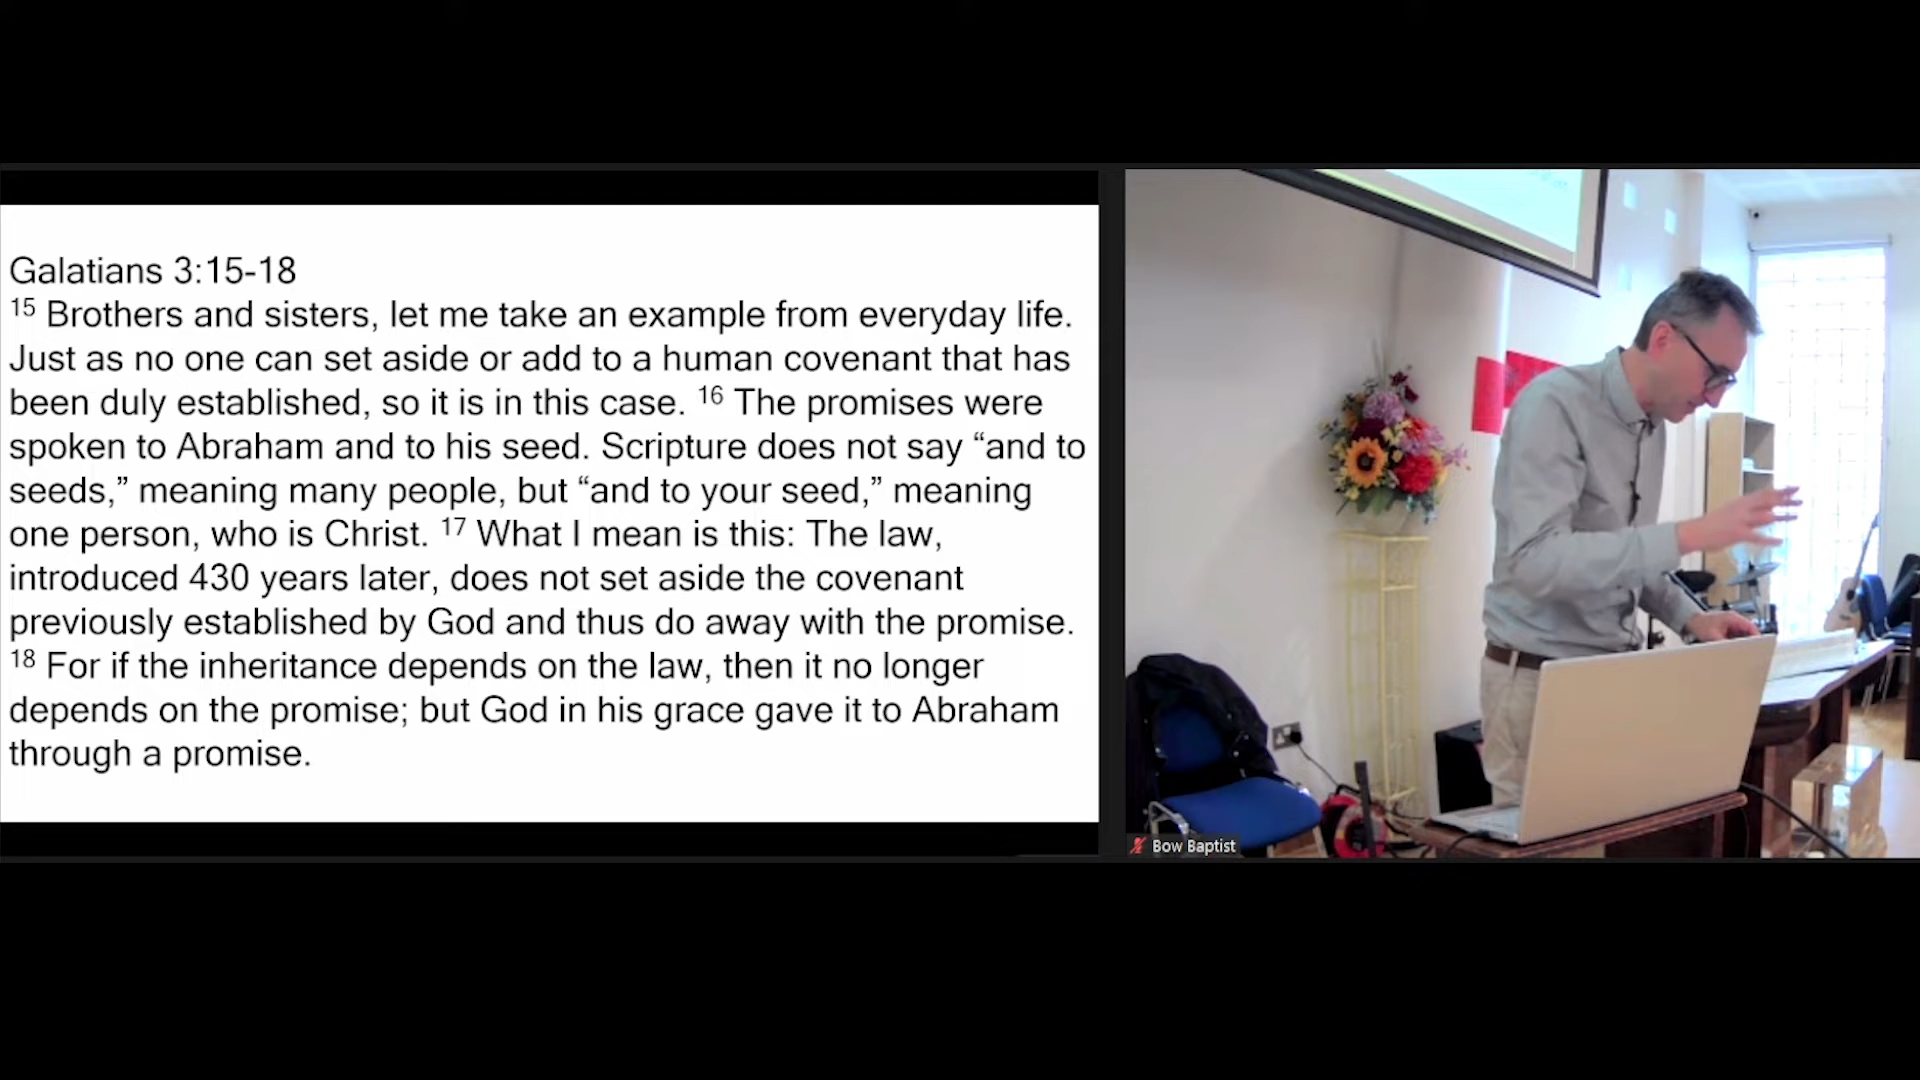 Galatians 3:15-18
15 Brothers and sisters, let me take an example from everyday life.
Just as no one can set aside or add to a human covenant that has
been duly established, so it is in this case. 16 The promises were
spoken to Abraham and to his seed. Scripture does not say “and to
seeds,” meaning many people, but “and to your seed,” meaning
one person, who is Christ. 17 What I mean is this: The law,
introduced 430 years later, does not set aside the covenant
previously established by God and thus do away with the promise.
18 For if the inheritance depends on the law, then it no longer
depends on the promise; but God in his grace gave it to Abraham
through a promise.
Bow Baptist